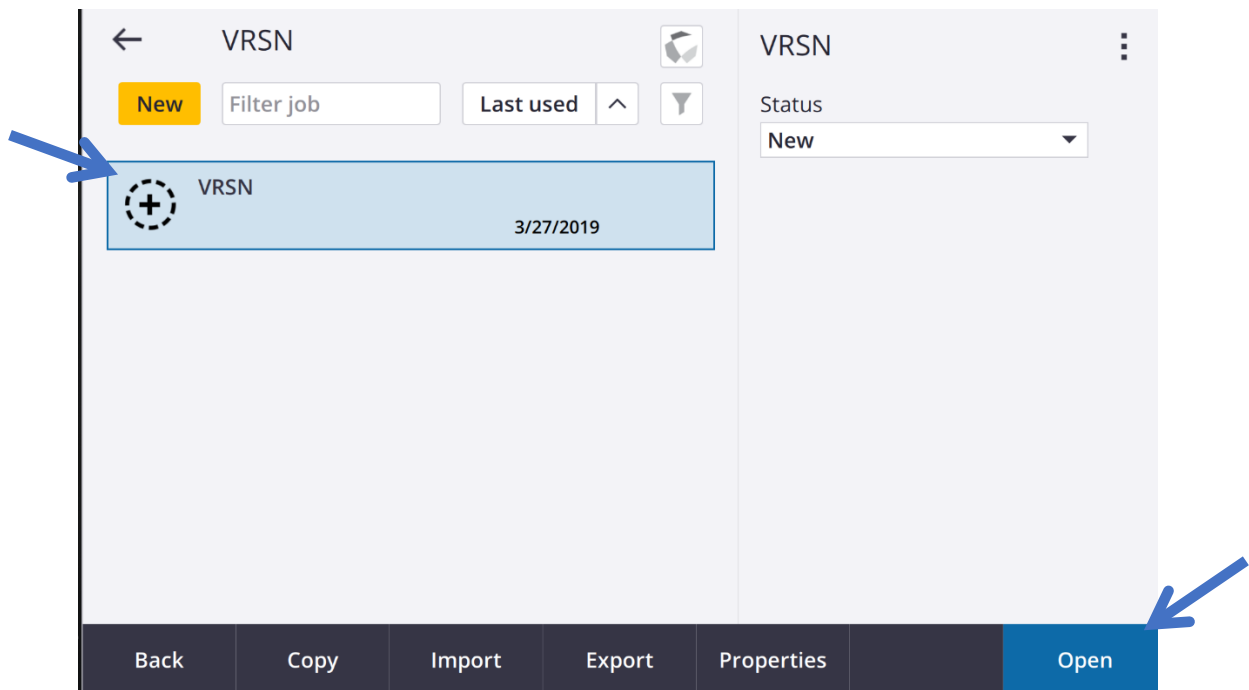 VRSN
New Filter job Last used
VRSN
3/27/2019
VRSN
Status
New
Back Copy Import Export Properties Open